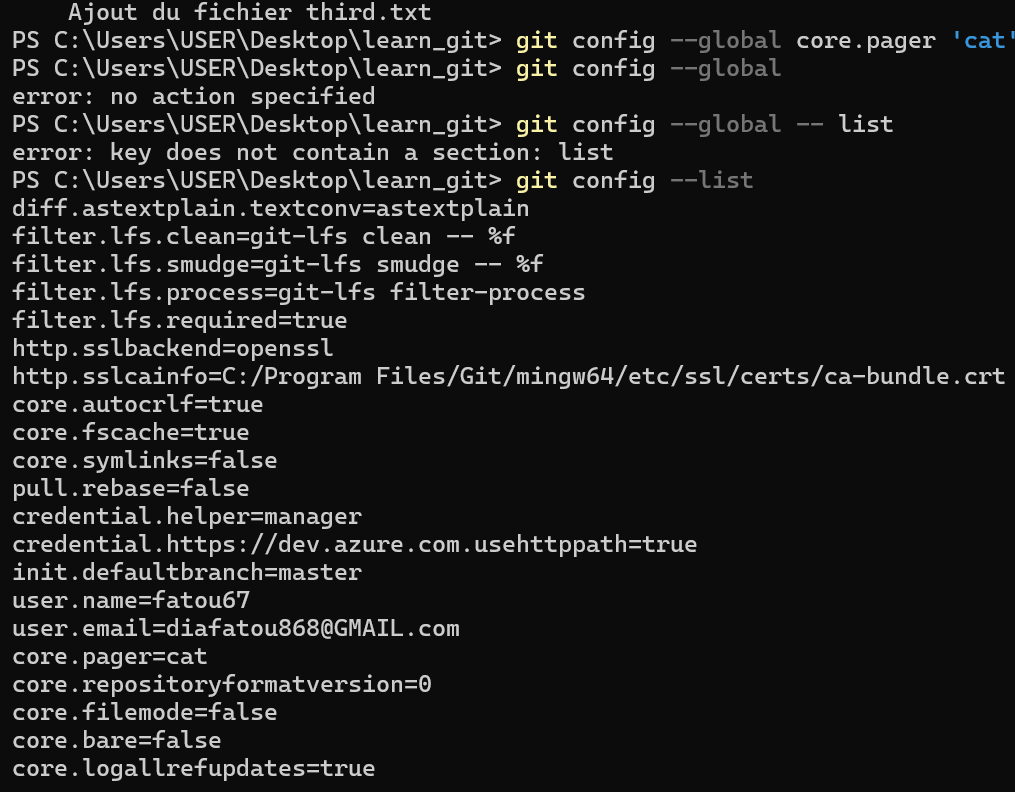 Ajout du fichier third.txt
PS C:\Users\USER\Desktop\learn_git> git config --global core.pager 'cat'
PS C:\Users\USER\Desktop\learn_git> git config --global
error: no action specified
PS C:\Users\USER\Desktop\learn_git> git config --global -- list
error: key does not contain a section: list
PS C:\Users\USER\Desktop\learn_git> git config --list
diff.astextplain.textconv=astextplain
filter.lfs.clean=git-lfs clean -- %f
filter.lfs.smudge=git-lfs smudge -- %f
filter.lfs.process=git-lfs filter-process
filter.lfs.required=true
http.sslbackend=openssl
http.sslcainfo=C:/Program Files/Git/mingw64/etc/ssl/certs/ca-bundle.crt
core.autocrlf=true
core.fscache=true
core.symlinks=false
pull.rebase=false
credential.helper=manager
credential.https://dev.azure.com.usehttppath=true
init.defaultbranch=master
user.name=fatou67
user.email=diafatou868@GMAIL.com
core.pager=cat
core.repositoryformatversion=0
core.filemode=false
core.bare=false
core.logallrefupdates=true